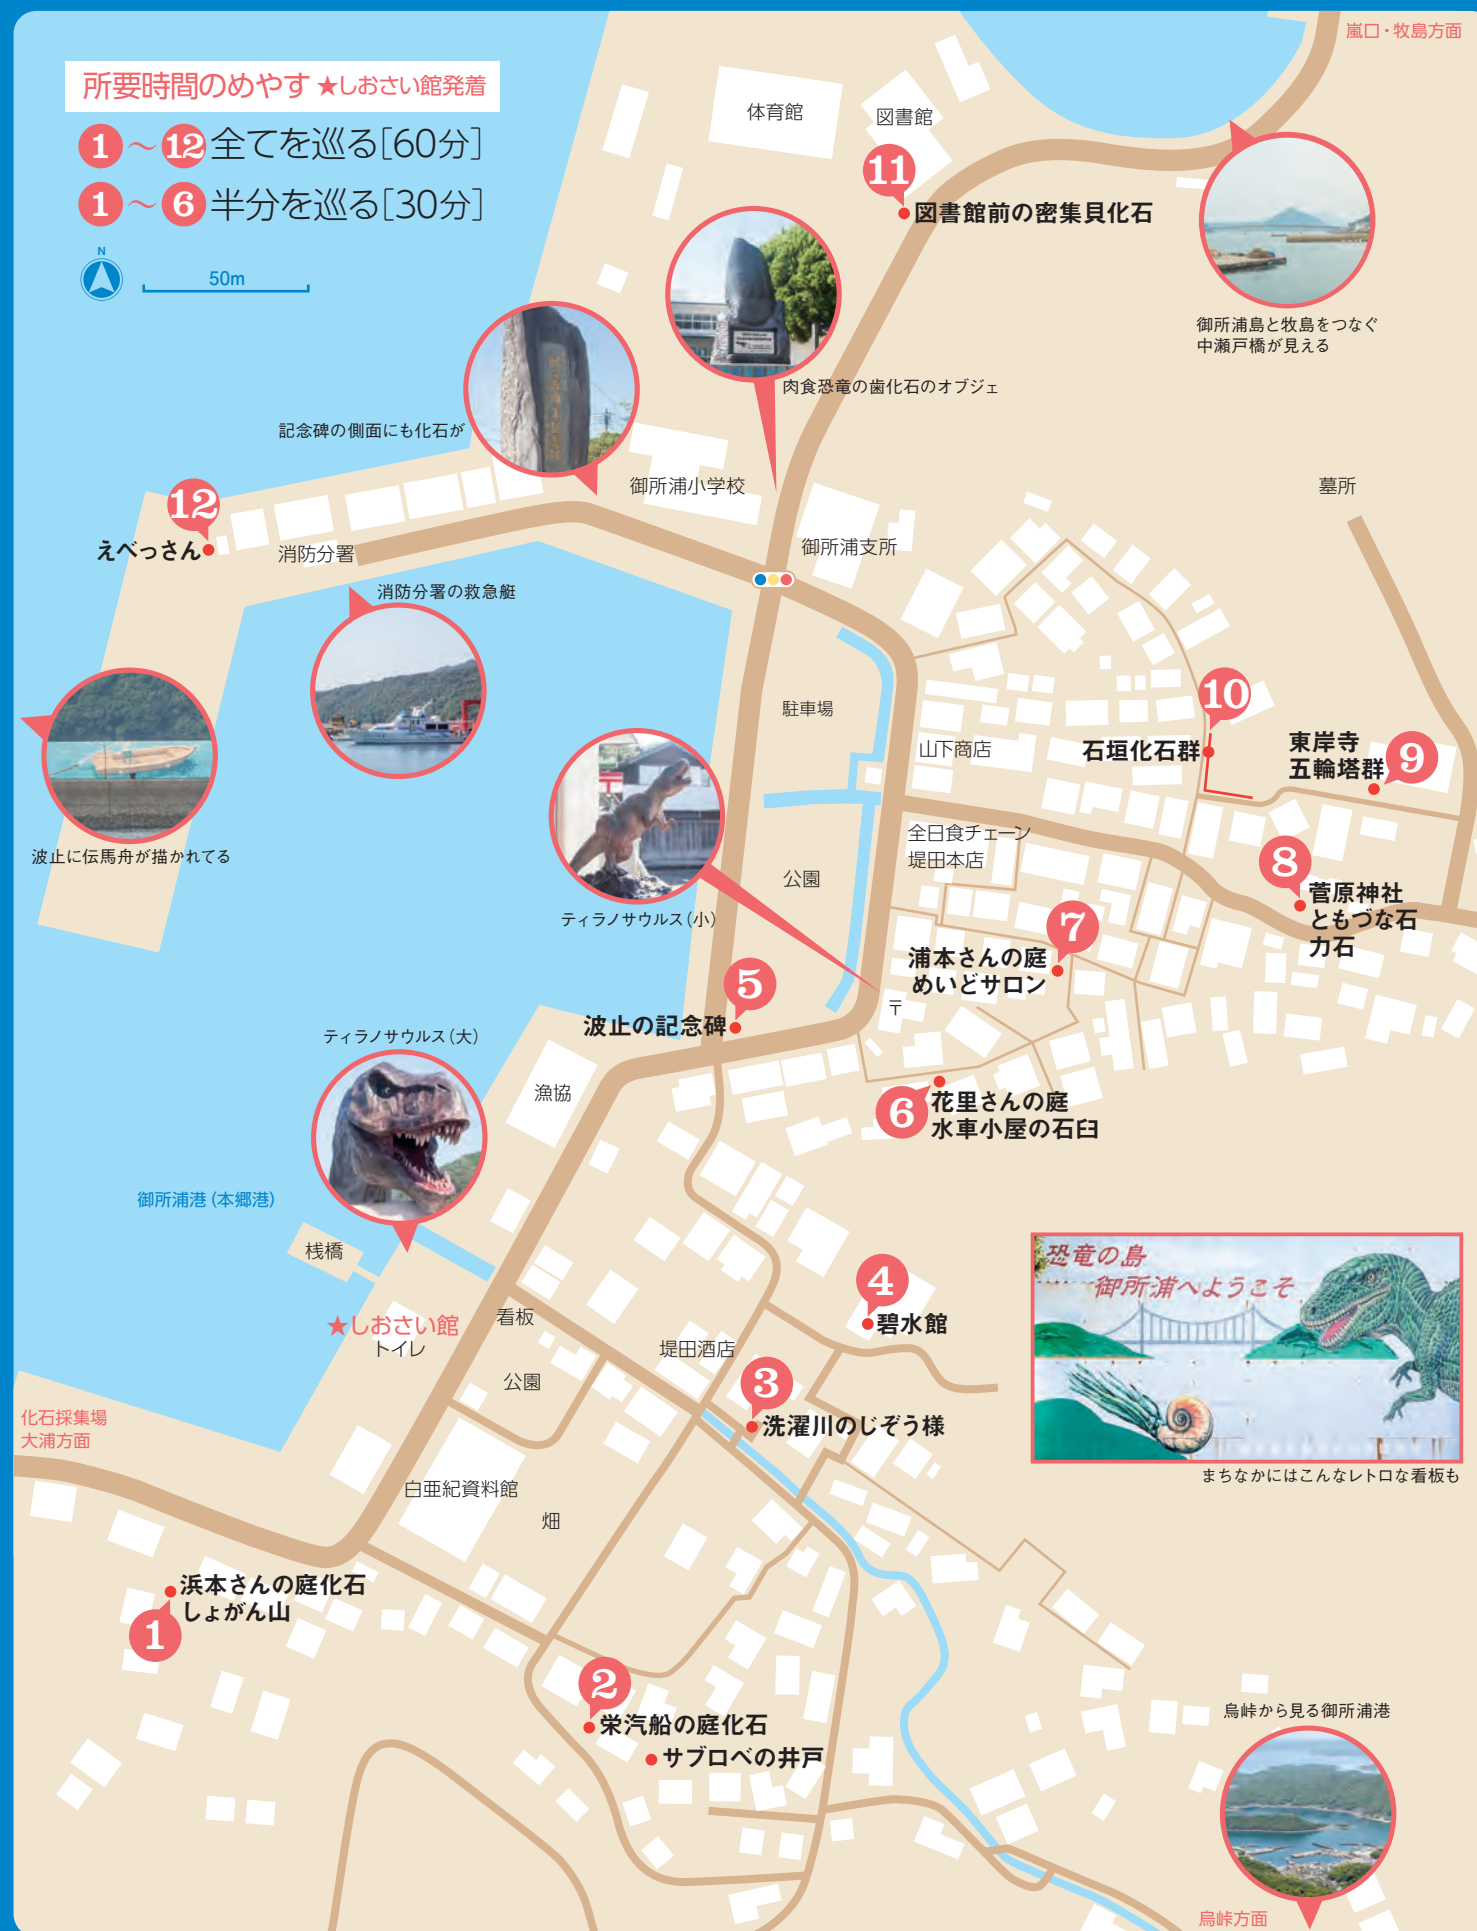 嵐口・牧島方面
所要時間のめやす ★しおさい館発着
1～12全てを巡る[60分]
1～6半分を巡る[30分]
N
50m
体育館
図書館
11
図書館前の密集貝化石
御所浦島と牧島をつなぐ
中瀬戸橋が見える
肉食恐竜の歯化石のオブジェ
記念碑の側面にも化石が
御所浦小学校
墓所
12
えべっさん
消防分署
御所浦支所
消防分署の救急艇
駐車場
山下商店
10
石垣化石群
東岸寺
五輪塔群
9
波止に伝馬舟が描かれてる
全日食チェーン
堤田本店
8
菅原神社
ともづな石
力石
公園
ティラノサウルス(小)
7
浦本さんの庭
めいどサロン
5
波止の記念碑
〒
ティラノサウルス(大)
漁協
6
花里さんの庭
水車小屋の石臼
御所浦港(本郷港)
桟橋
恐竜の島
御所浦へようこそ
まちなかにはこんなレトロな看板も
4
碧水館
★しおさい館
トイレ
看板
堤田酒店
公園
3
洗濯川のじぞう様
化石採集場
大浦方面
白亜紀資料館
畑
浜本さんの庭化石
しょがん山
1
2
栄汽船の庭化石
サブロベの井戸
烏峠から見る御所浦港
烏峠方面